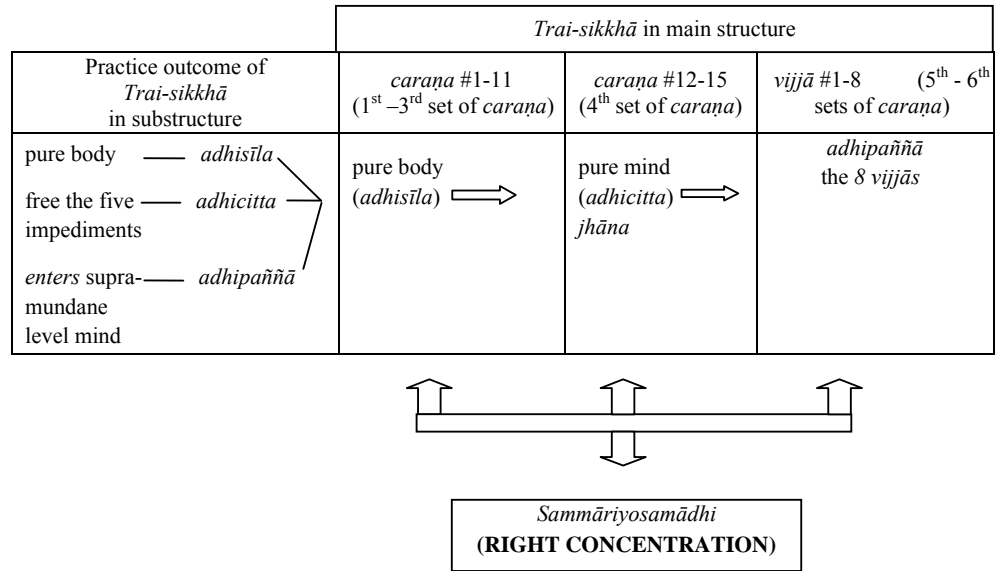 Trai-sikkhā in main structure
Practice outcome of
Trai-sikkhā
in substructure
caraṇa #1-11
(1st –3rd set of caraṇa)
caraṇa #12-15
(4th set of caraṇa)
vijjā #1-8 (5th - 6th
sets of caraṇa)
pure body adhisīla
free the five adhicitta
impediments
enters supra- adhipaññā
mundane
level mind
pure body
(adhisīla)
pure mind
(adhicitta)
jhāna
adhipaññā
the 8 vijjās
Sammāriyosamādhi
(RIGHT CONCENTRATION)